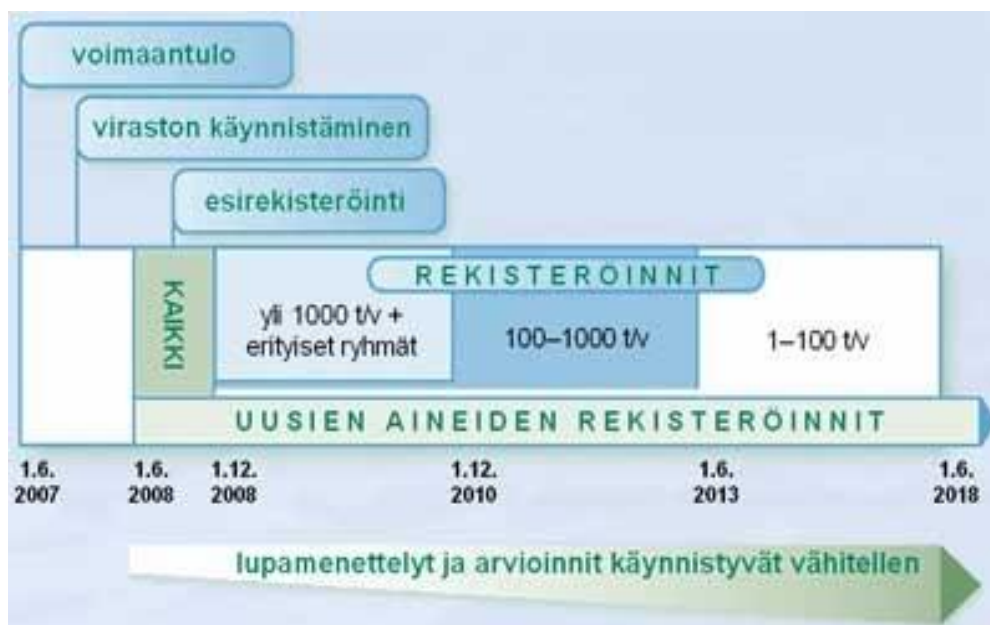 voimaantulo
viraston käynnistäminen
esirekisteröinti
REKISTERÖINNIT
KAIKKI
yli 1000 t/v +
erityiset ryhmät
100–1000 t/v
1–100 t/v
UUSIEN AINEIDEN REKISTERÖINNIT
1.6.
2007
1.6.
2008
1.12.
2008
1.12.
2010
1.6.
2013
1.6.
2018
lupamenettelyt ja arvioinnit käynnistyvät vähitellen